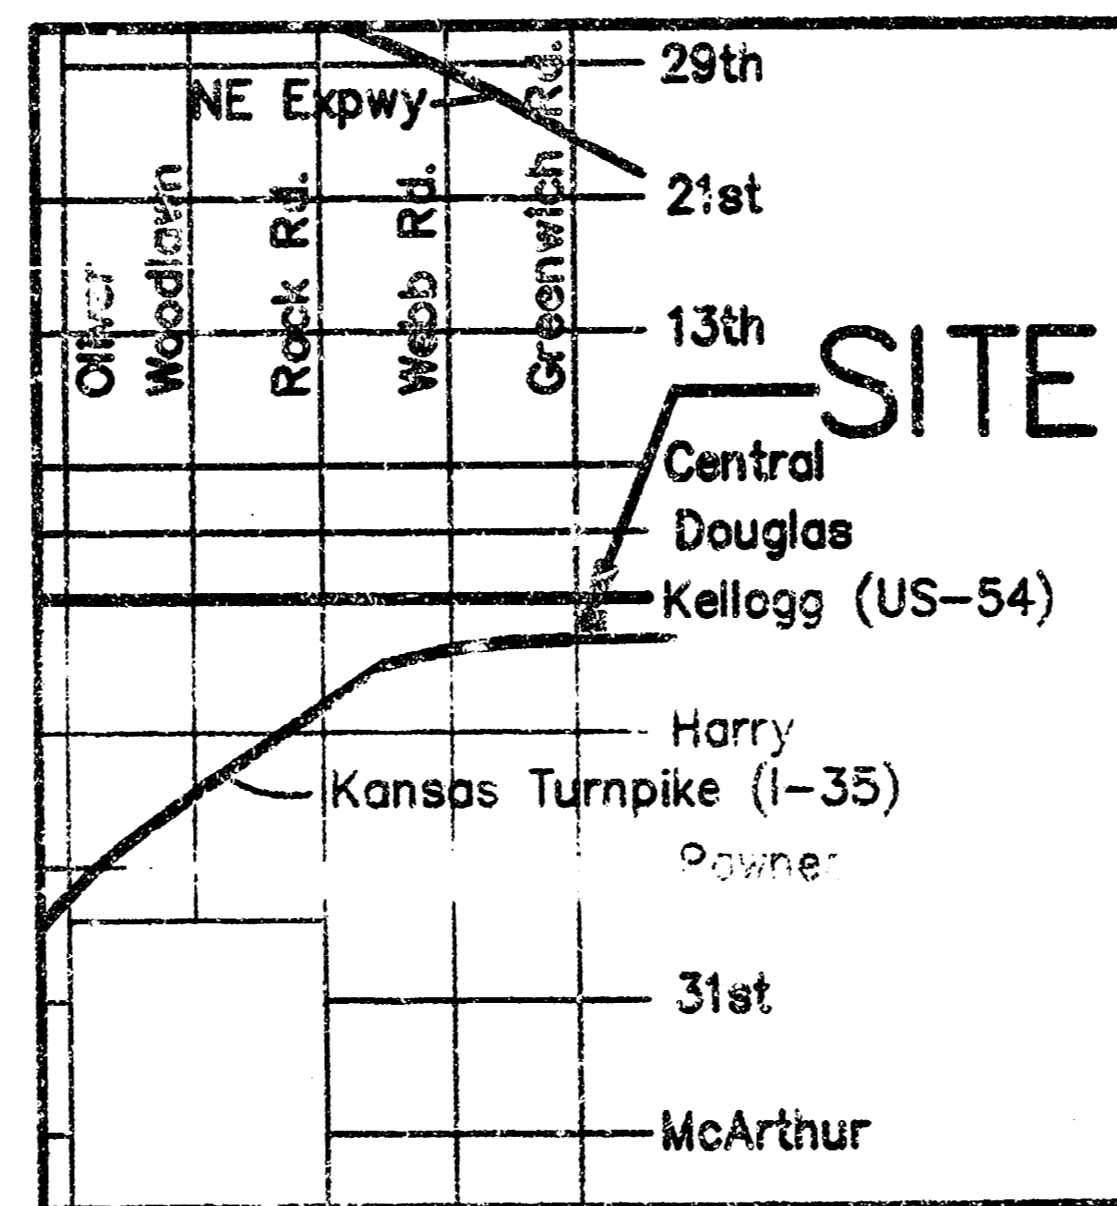 29th
NE Expwy
21st
Oliver
Woodlawn
Rock Rd.
Webb Rd.
Greenwich Rd.
13th
SITE
Central
Douglas
Kellogg (US-54)
Harry
Kansas Turnpike (I-35)
31st
McArthur